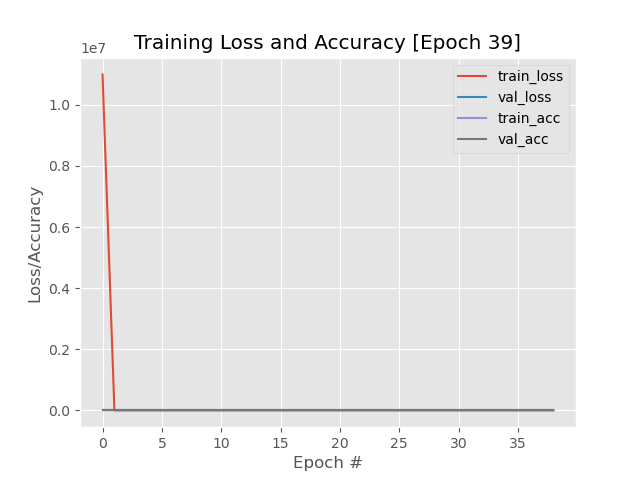 Training Loss and Accuracy [Epoch 39]
1e7
train_loss
val_loss
train_acc
val_acc
1.0
0.8
0.6
0.4
0.2
0.0
Loss/Accuracy
0 5 10 15 20 25 30 35
Epoch #